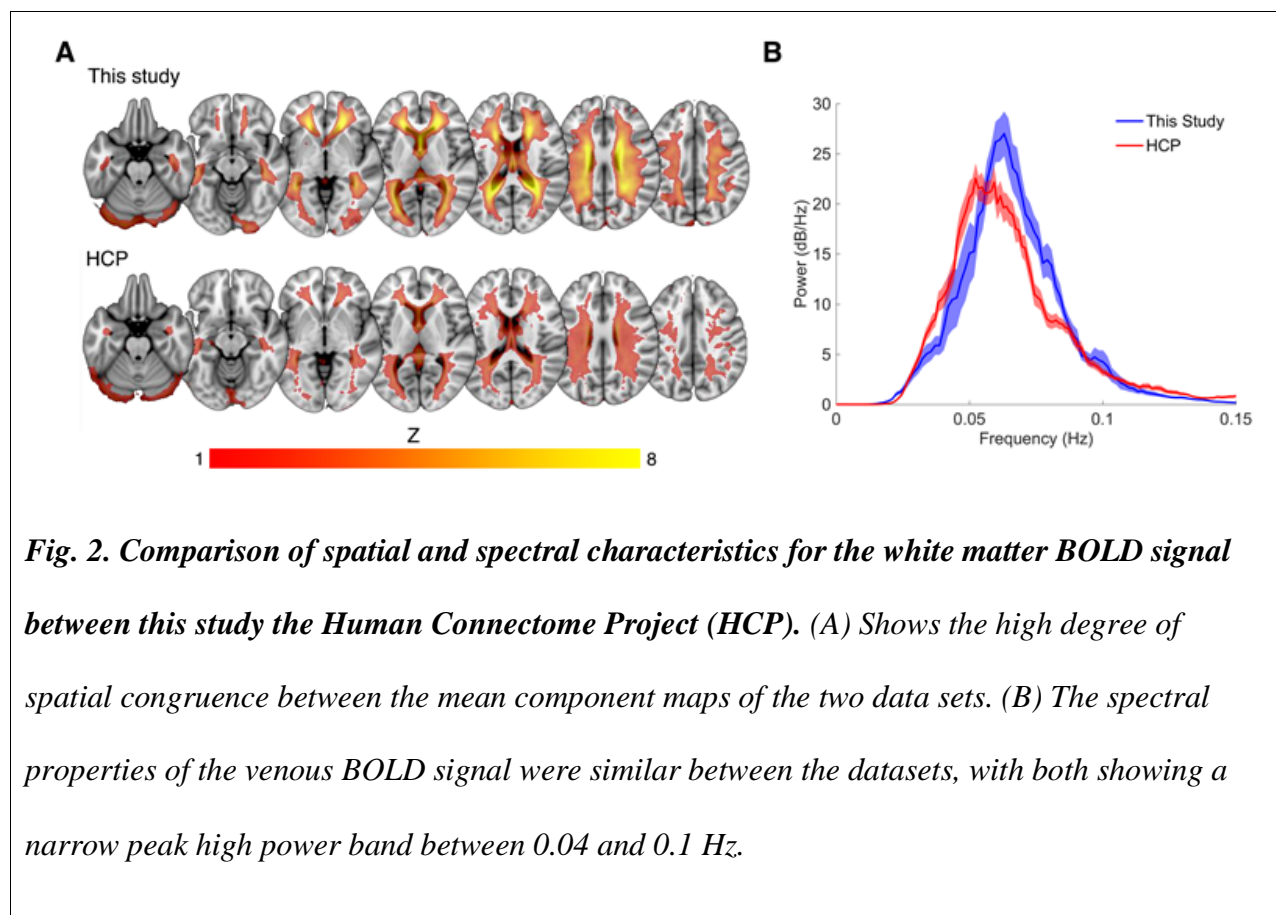 A
This study
HCP
Z
1
8
B
30
25
20
15
10
5
0
Power (dB/Hz)
This Study
HCP
0
0.05
0.1
0.15
Frequency (Hz)
Fig. 2. Comparison of spatial and spectral characteristics for the white matter BOLD signal
between this study the Human Connectome Project (HCP). (A) Shows the high degree of
spatial congruence between the mean component maps of the two data sets. (B) The spectral
properties of the venous BOLD signal were similar between the datasets, with both showing a
narrow peak high power band between 0.04 and 0.1 Hz.